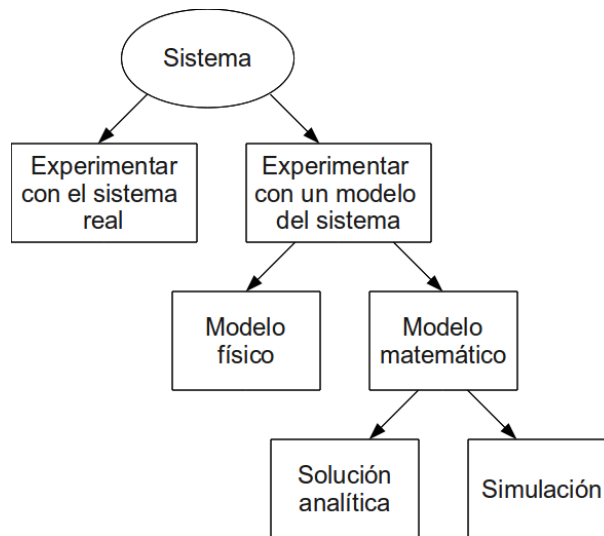 Sistema
Experimentar
con el sistema
real
Experimentar
con un modelo
del sistema
Modelo
físico
Modelo
matemático
Solución
analítica
Simulación